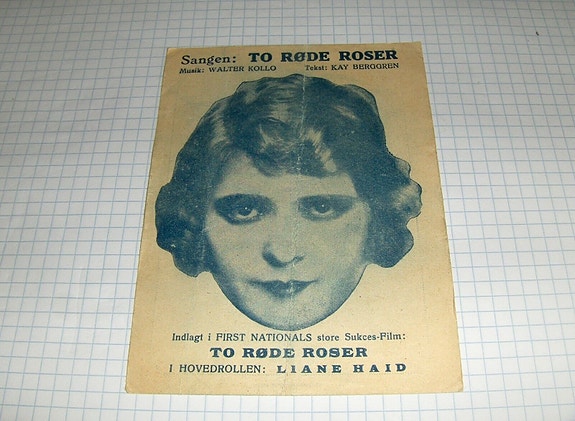 Sangen: TO RØDE ROSER
Musik: WALTER KOLLO Tekst: KAY BERGGREN
Indlagt i FIRST NATIONALS store Sukces-Film:
TO RØDE ROSER
I HOVEDROLLEN: LIANE HAID